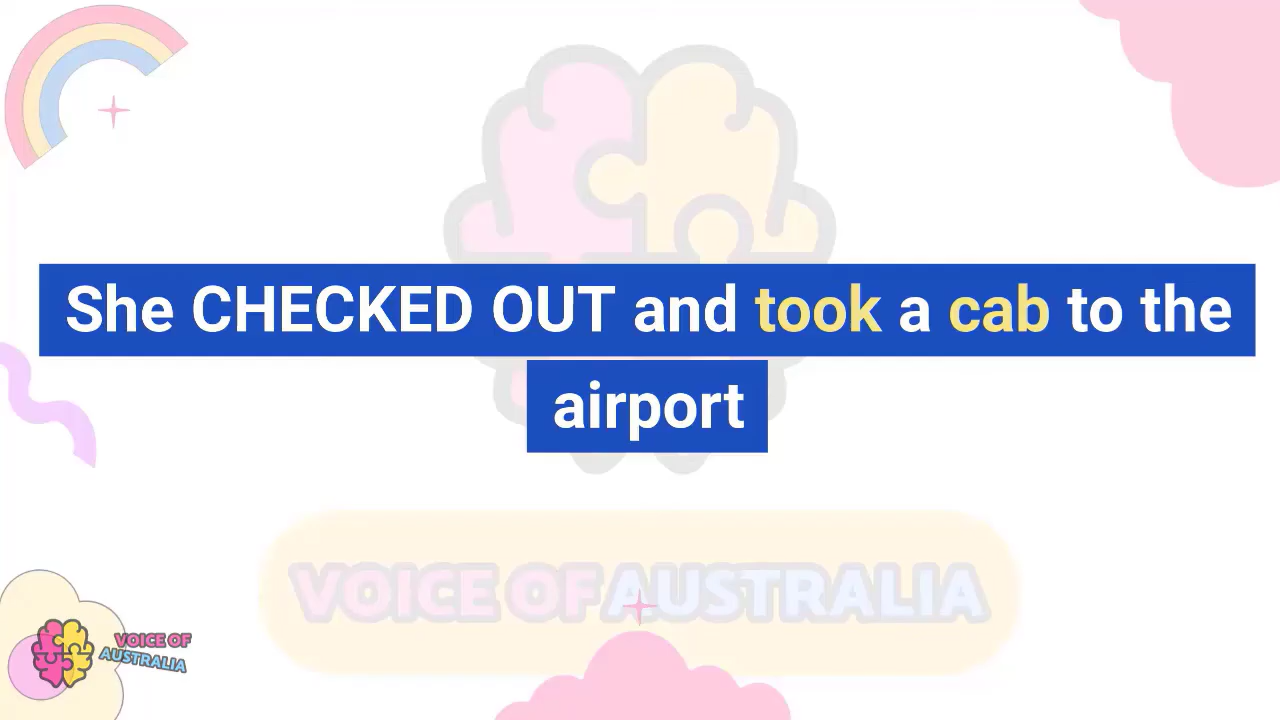 She CHECKED OUT and took a cab to the
airport
VOICE OF AUSTRALIA
VOICE OF
AUSTRALIA